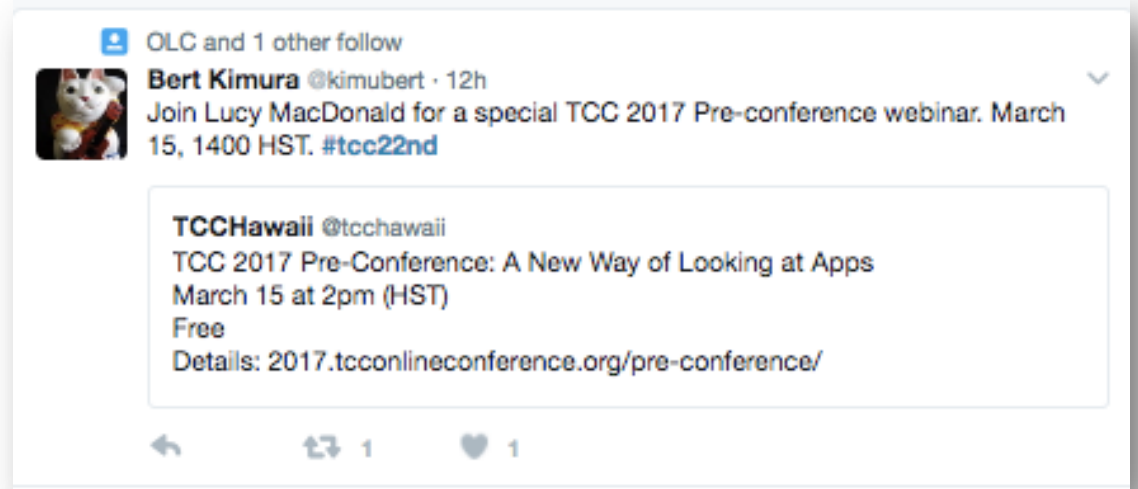 OLC and 1 other follow
Bert Kimura @kimubert · 12h
Join Lucy MacDonald for a special TCC 2017 Pre-conference webinar. March
15, 1400 HST. #tcc22nd
TCCHawaii @tcchawaii
TCC 2017 Pre-Conference: A New Way of Looking at Apps
March 15 at 2pm (HST)
Free
Details: 2017.tcconlineconference.org/pre-conference/
1 1